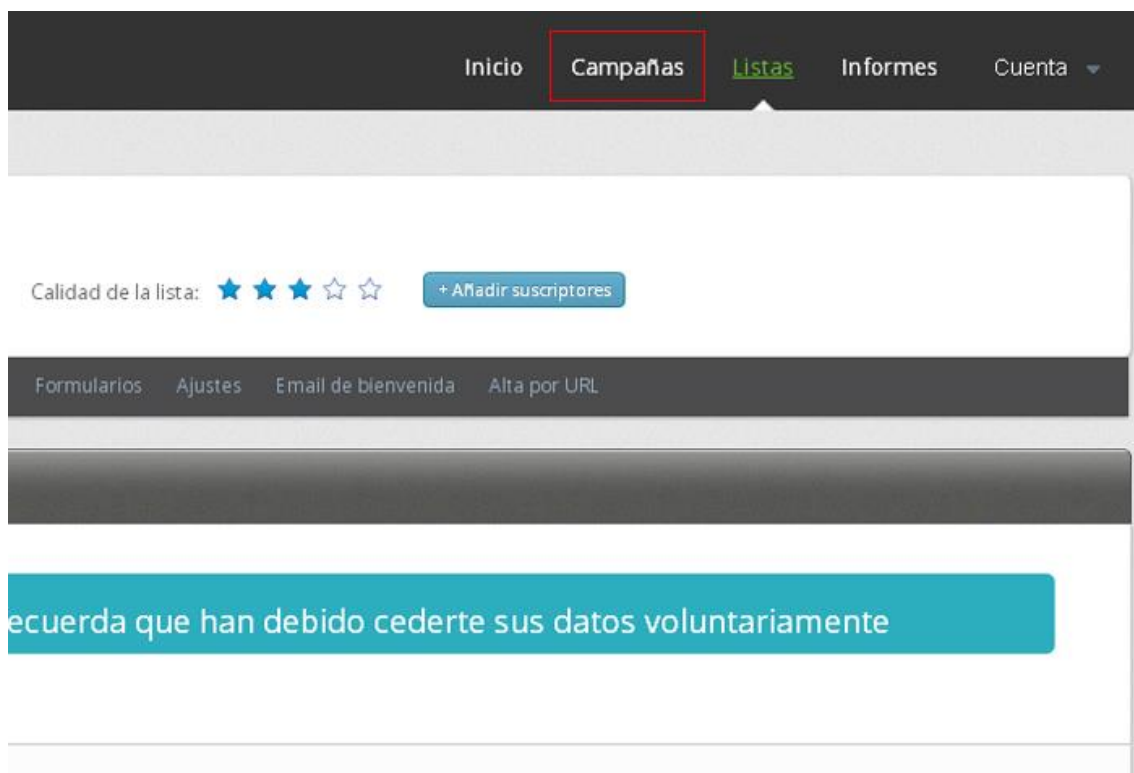 Inicio Campañas Listas Informes Cuenta
Calidad de la lista: + Añadir suscriptores
Formularios Ajustes Email de bienvenida Alta por URL
ecuerda que han debido cederte sus datos voluntariamente